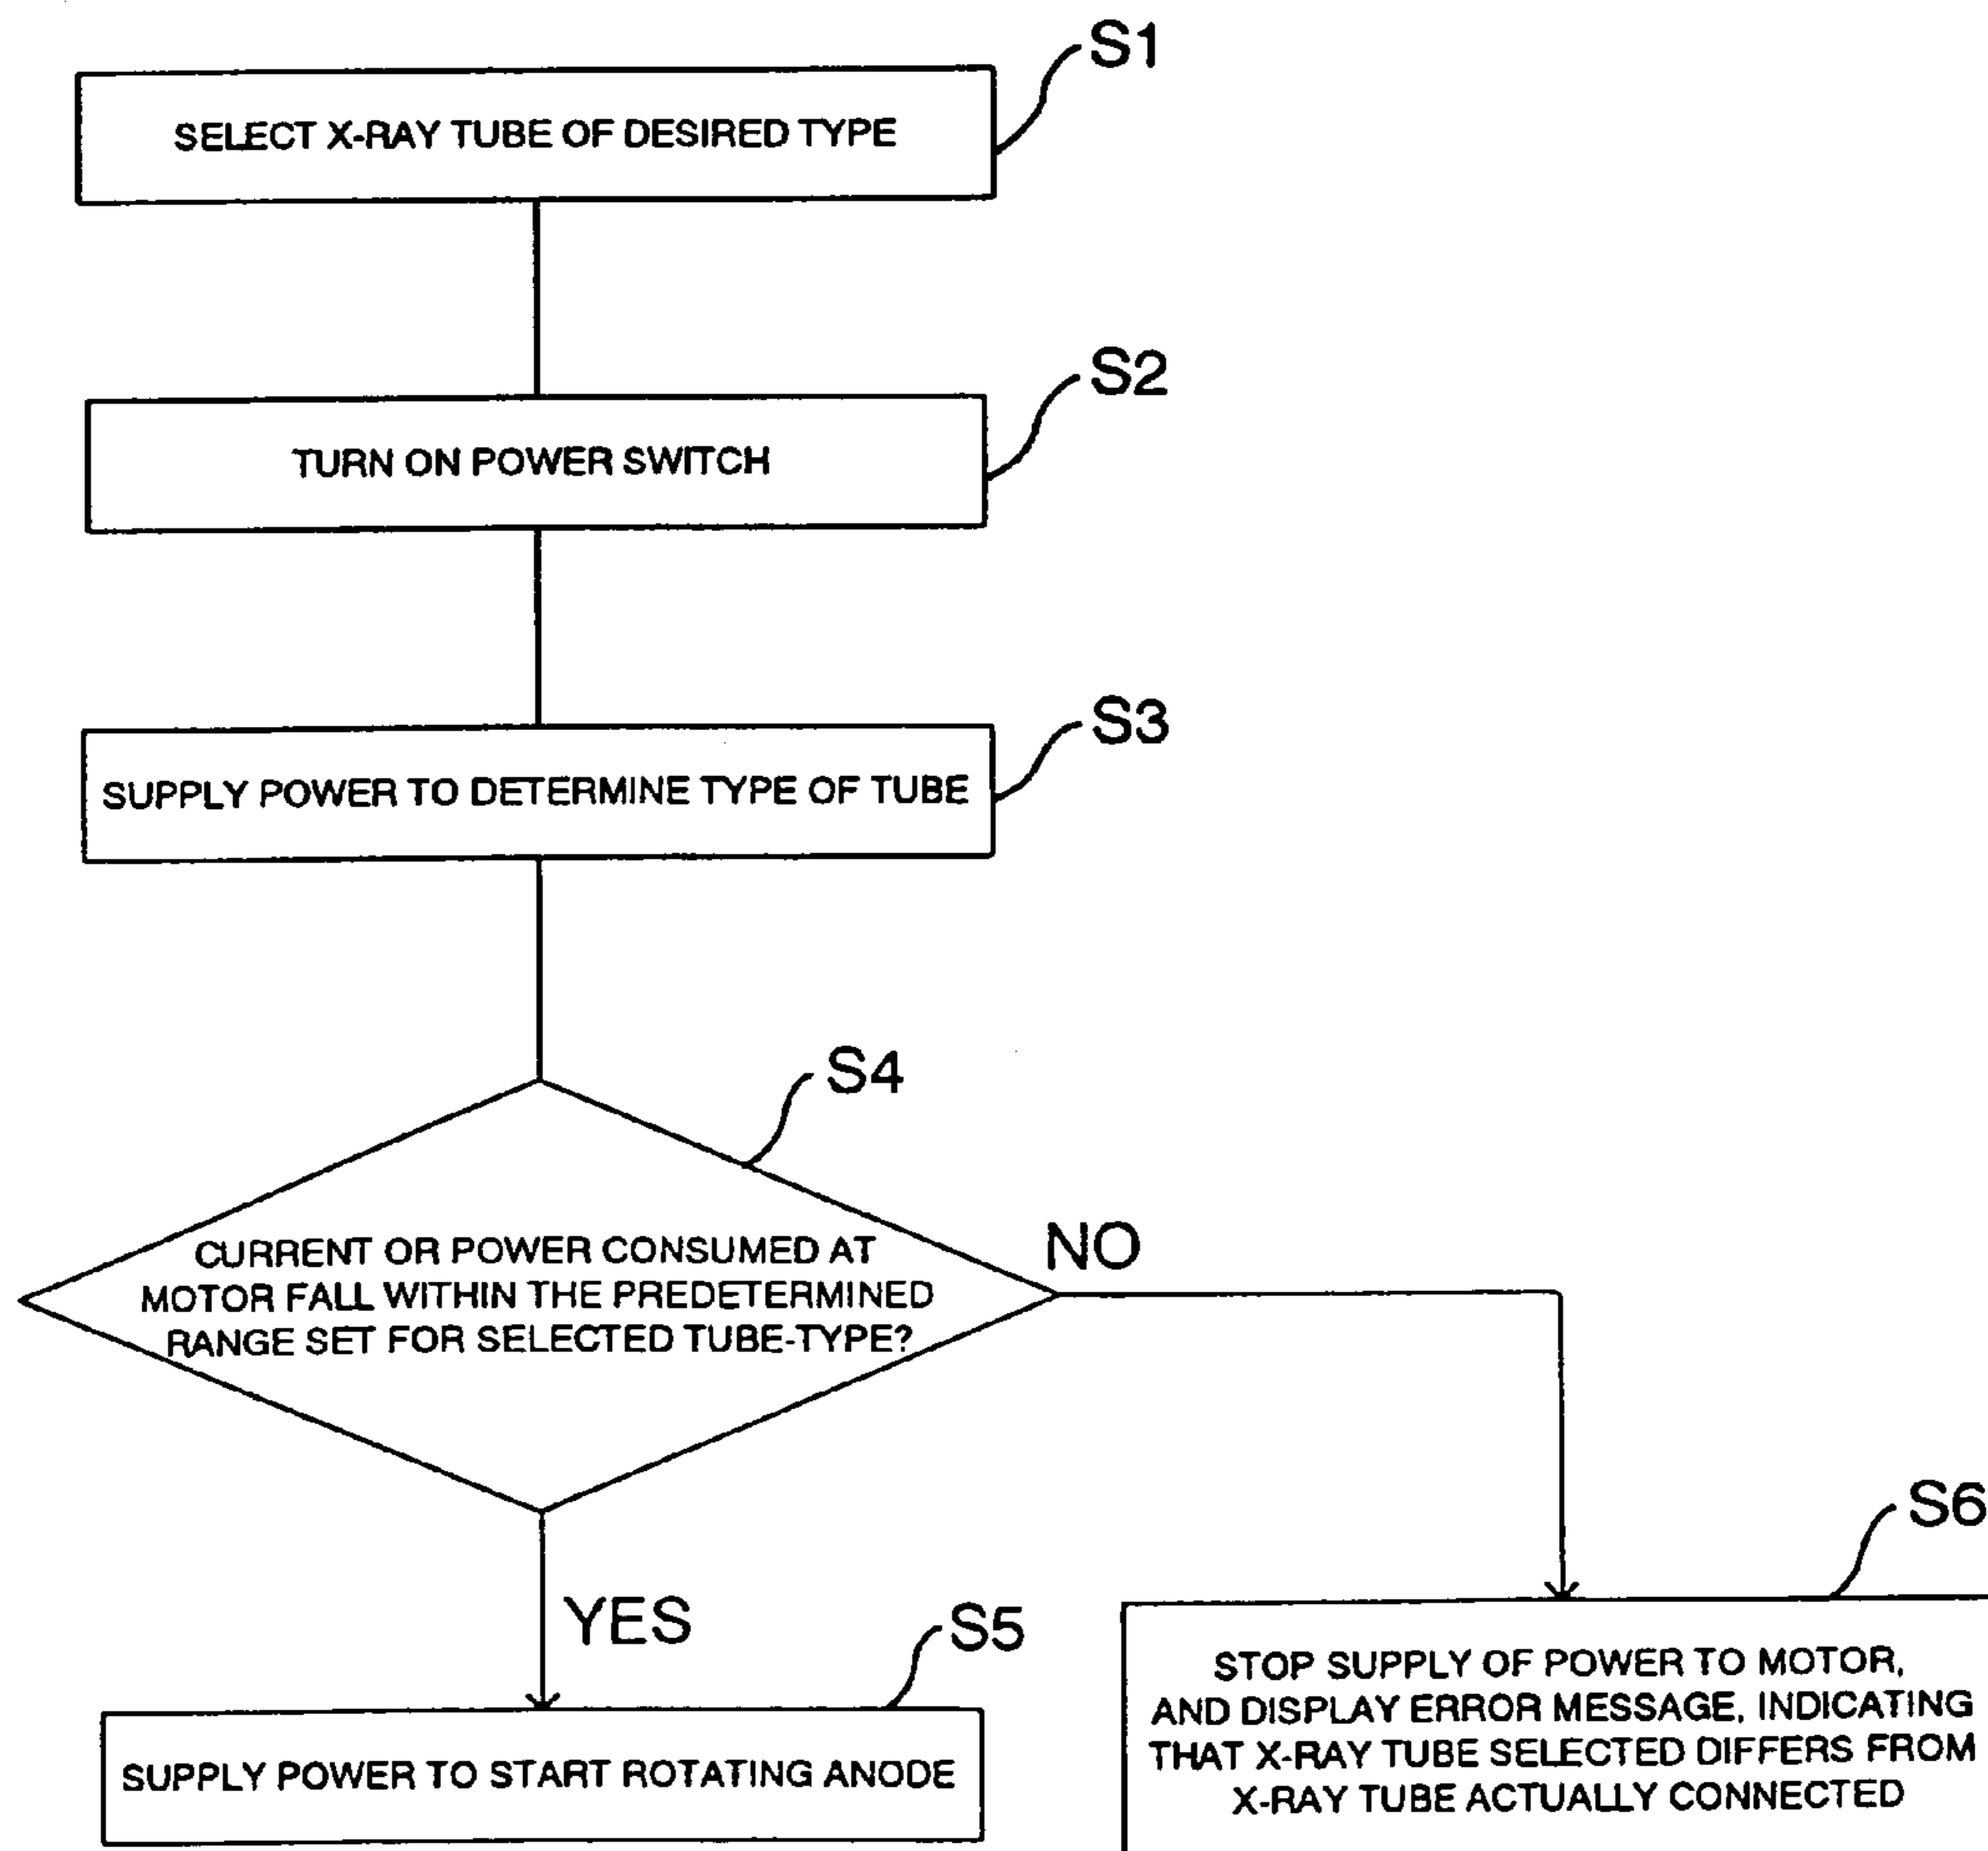 S1
SELECT X-RAY TUBE OF DESIRED TYPE
S2
TURN ON POWER SWITCH
S3
SUPPLY POWER TO DETERMINE TYPE OF TUBE
S4
CURRENT OR POWER CONSUMED AT
MOTOR FALL WITHIN THE PREDETERMINED
RANGE SET FOR SELECTED TUBE-TYPE?
NO
YES
S5
SUPPLY POWER TO START ROTATING ANODE
S6
STOP SUPPLY OF POWER TO MOTOR,
AND DISPLAY ERROR MESSAGE, INDICATING
THAT X-RAY TUBE SELECTED DIFFERS FROM
X-RAY TUBE ACTUALLY CONNECTED